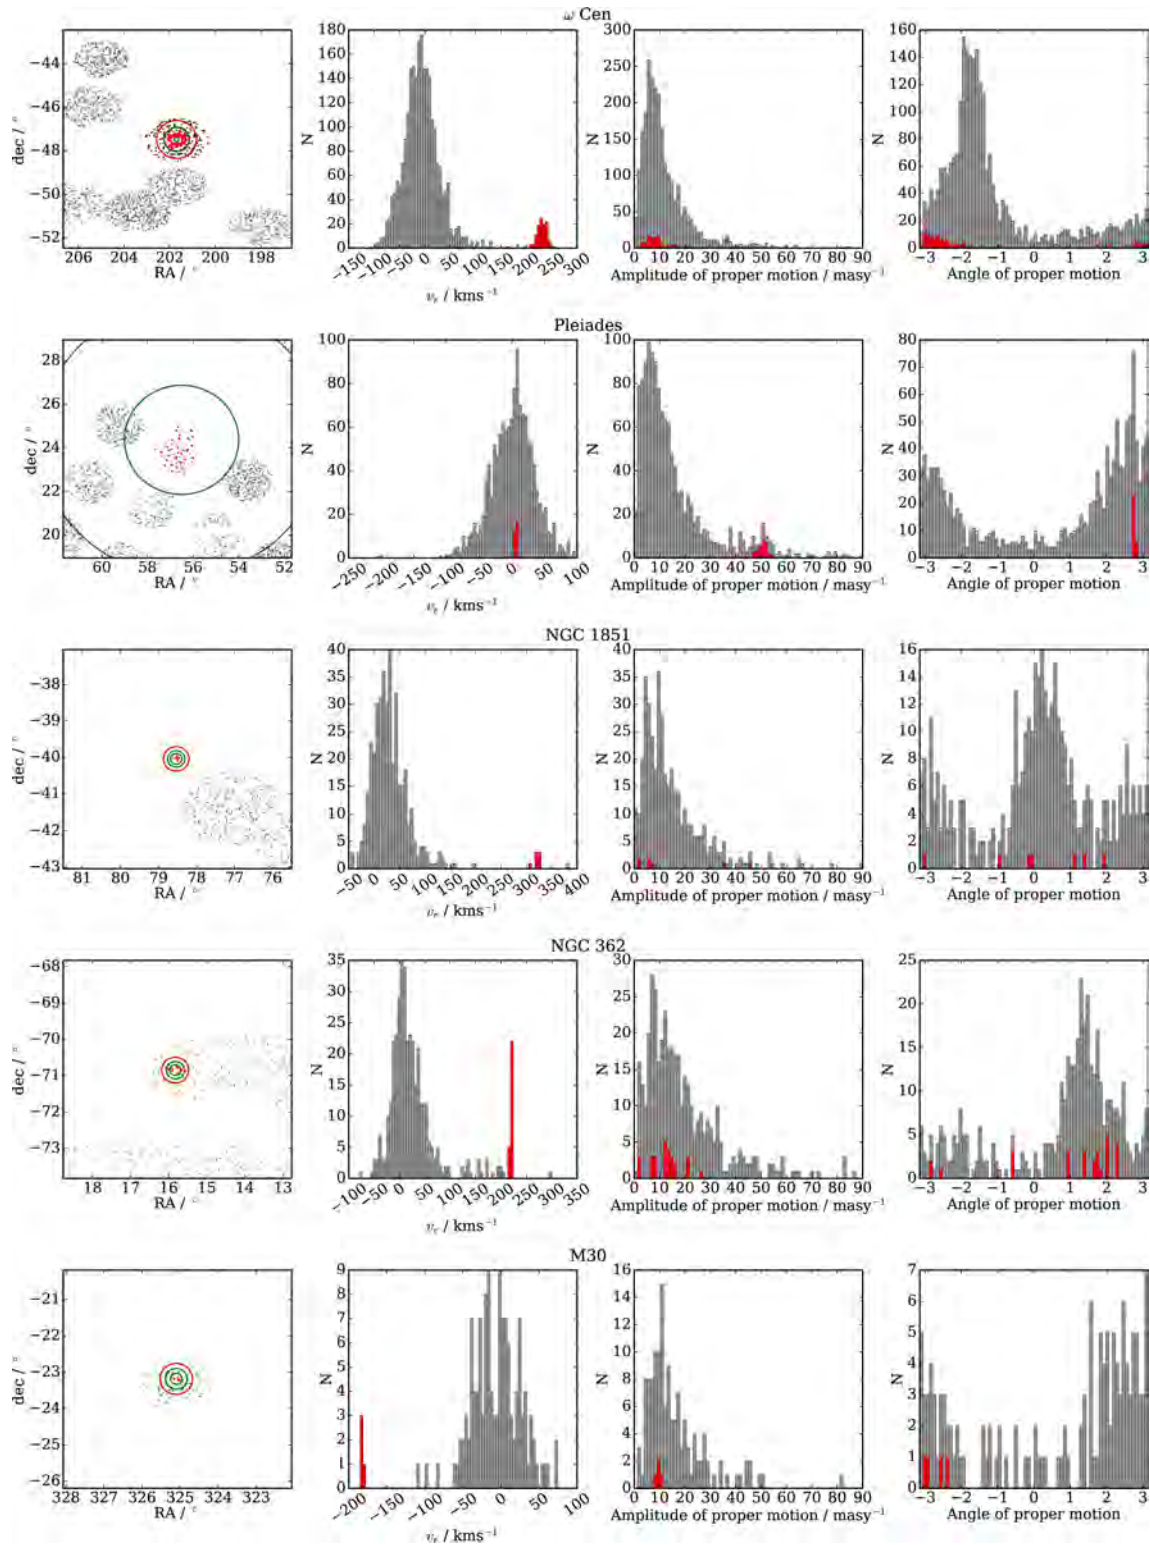 ω Cen
180
160
140
120
100
80
60
40
20
0
N
300
250
200
150
100
50
0
N
160
140
120
100
80
60
40
20
0
N
−44
−46
−48
−50
−52
dec / °
206 204 202 200 198
RA / °
−150 −100 −50 0 50 100 150 200 250 300
v_r / kms⁻¹
0 10 20 30 40 50 60 70 80 90
Amplitude of proper motion / masy⁻¹
−3 −2 −1 0 1 2 3
Angle of proper motion
Pleiades
28
26
24
22
20
dec / °
60 58 56 54 52
RA / °
100
80
60
40
20
0
N
−250 −200 −150 −100 −50 0 50 100
v_r / kms⁻¹
100
80
60
40
20
0
N
0 10 20 30 40 50 60 70 80 90
Amplitude of proper motion / masy⁻¹
80
70
60
50
40
30
20
10
0
N
−3 −2 −1 0 1 2 3
Angle of proper motion
NGC 1851
−38
−39
−40
−41
−42
−43
dec / °
81 80 79 78 77 76
RA / °
40
35
30
25
20
15
10
5
0
N
−50 0 50 100 150 200 250 300 350 400
v_r / kms⁻¹
40
35
30
25
20
15
10
5
0
N
0 10 20 30 40 50 60 70 80 90
Amplitude of proper motion / masy⁻¹
16
14
12
10
8
6
4
2
0
N
−3 −2 −1 0 1 2 3
Angle of proper motion
NGC 362
−68
−69
−70
−71
−72
−73
dec / °
18 17 16 15 14 13
RA / °
35
30
25
20
15
10
5
0
N
−100 −50 0 50 100 150 200 250 300 350
v_r / kms⁻¹
30
25
20
15
10
5
0
N
0 10 20 30 40 50 60 70 80 90
Amplitude of proper motion / masy⁻¹
25
20
15
10
5
0
N
−3 −2 −1 0 1 2 3
Angle of proper motion
M30
−21
−22
−23
−24
−25
−26
dec / °
328 327 326 325 324 323
RA / °
9
8
7
6
5
4
3
2
1
0
N
−200 −150 −100 −50 0 50 100
v_r / kms⁻¹
16
14
12
10
8
6
4
2
0
N
0 10 20 30 40 50 60 70 80 90
Amplitude of proper motion / masy⁻¹
7
6
5
4
3
2
1
0
N
−3 −2 −1 0 1 2 3
Angle of proper motion